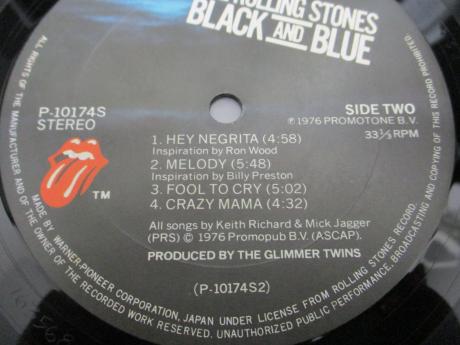 ROLLING STONES
BLACK AND BLUE
P-10174S
STEREO
SIDE TWO
℗1976 PROMOTONE B.V.
33⅓ RPM
1. HEY NEGRITA (4:58)
Inspiration by Ron Wood
2. MELODY (5:48)
Inspiration by Billy Preston
3. FOOL TO CRY (5:02)
4. CRAZY MAMA (4:32)
TM
All songs by Keith Richard & Mick Jagger
(PRS) © 1976 Promopub B.V. (ASCAP).
PRODUCED BY THE GLIMMER TWINS
(P-10174S2)
ALL RIGHTS OF THE MANUFACTURER AND OF THE OWNER OF THE RECORDED WORK RESERVED. UNAUTHORIZED PUBLIC PERFORMANCE, BROADCASTING AND COPYING OF THIS RECORD PROHIBITED.
MADE BY WARNER-PIONEER CORPORATION, JAPAN UNDER LICENSE FROM ROLLING STONES RECORD.